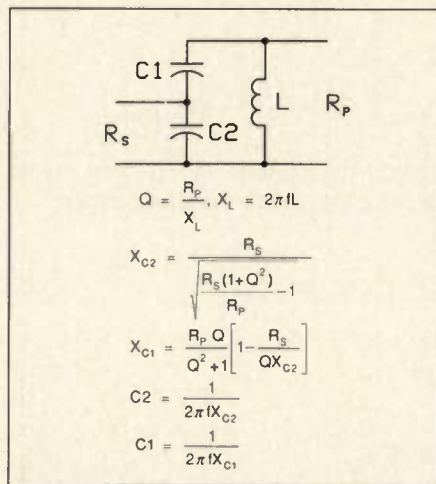 C1
L
R_P
R_S
C2
Q = R_P / X_L, X_L = 2πfL
X_C2 = R_S / √(R_S(1+Q²) / R_P −1)
X_C1 = R_P Q / Q²+1 [1 − R_S / QX_C2]
C2 = 1 / 2πfX_C2
C1 = 1 / 2πfX_C1